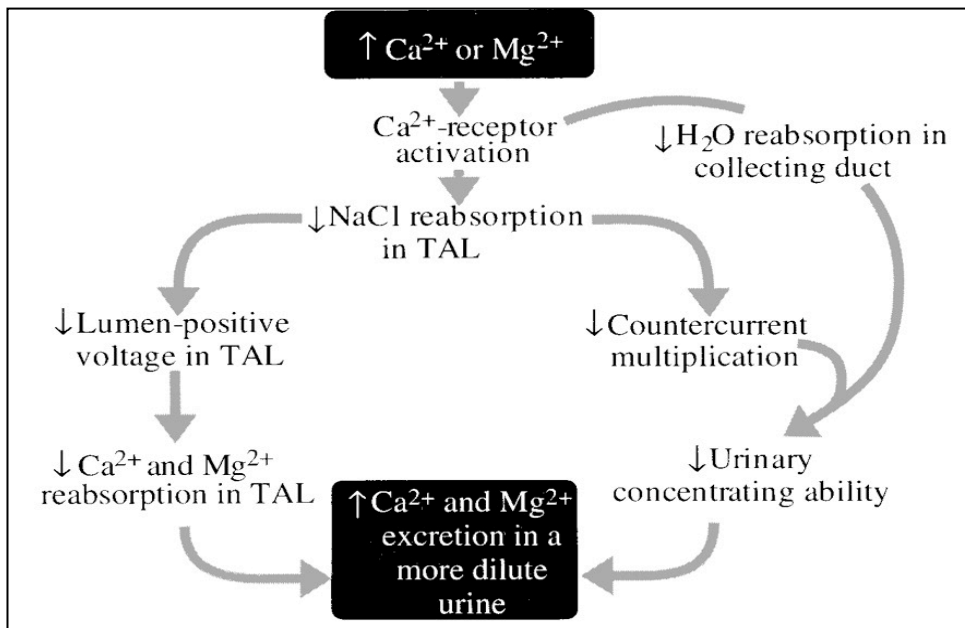 ↑ Ca²⁺ or Mg²⁺
Ca²⁺-receptor
activation
↓H₂O reabsorption in
collecting duct
↓NaCl reabsorption
in TAL
↓Lumen-positive
voltage in TAL
↓Countercurrent
multiplication
↓ Ca²⁺ and Mg²⁺
reabsorption in TAL
↓Urinary
concentrating ability
↑Ca²⁺ and Mg²⁺
excretion in a
more dilute
urine